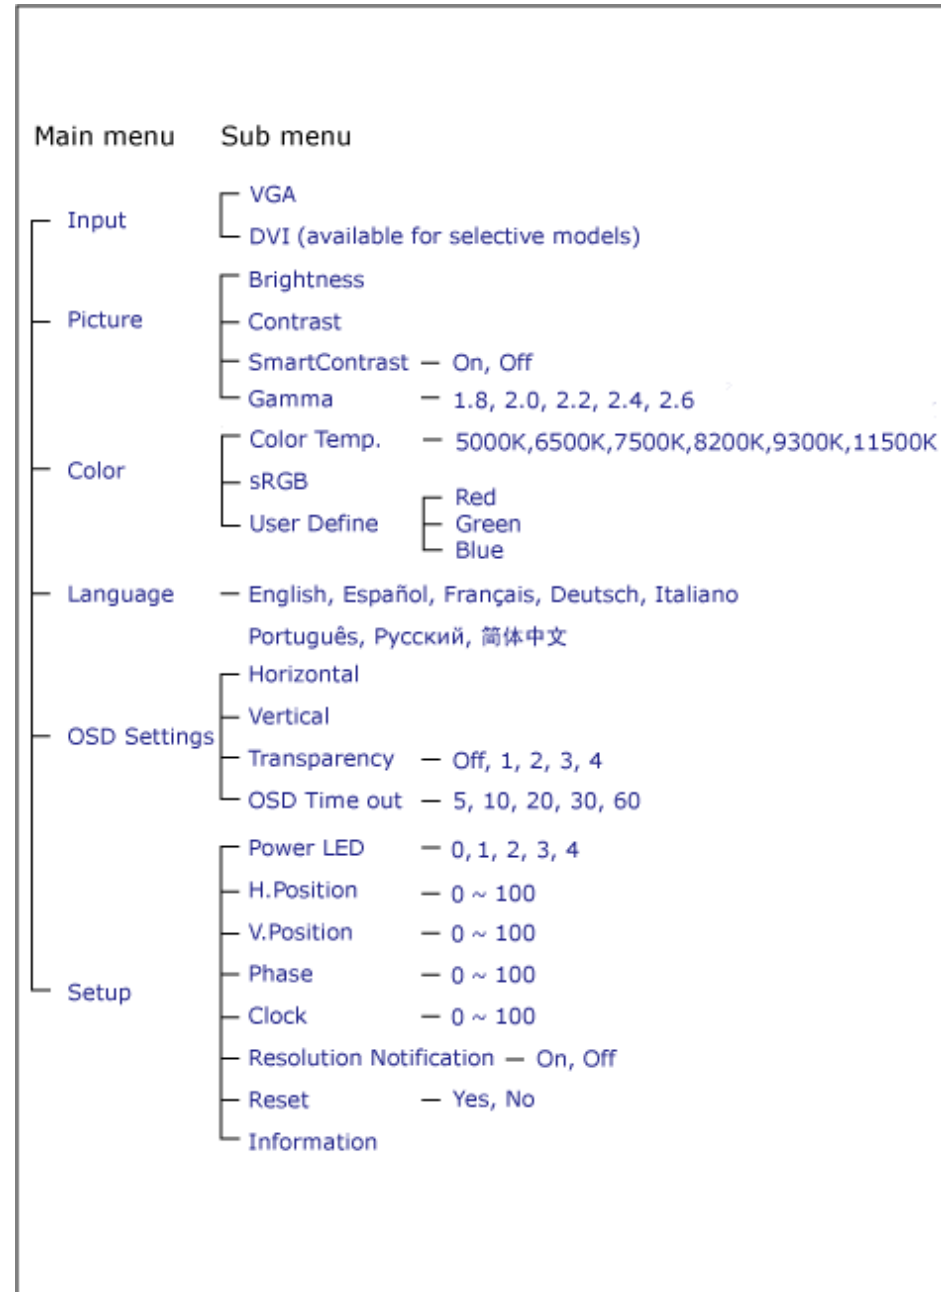 Main menu Sub menu
VGA
Input
DVI (available for selective models)
Brightness
Picture Contrast
SmartContrast — On, Off
Gamma — 1.8, 2.0, 2.2, 2.4, 2.6
Color Temp. — 5000K,6500K,7500K,8200K,9300K,11500K
Color sRGB
Red
User Define Green
Blue
Language — English, Español, Français, Deutsch, Italiano
Português, Русский, 简体中文
Horizontal
Vertical
OSD Settings
Transparency — Off, 1, 2, 3, 4
OSD Time out — 5, 10, 20, 30, 60
Power LED — 0, 1, 2, 3, 4
H.Position — 0 ~ 100
V.Position — 0 ~ 100
Phase — 0 ~ 100
Setup
Clock — 0 ~ 100
Resolution Notification — On, Off
Reset — Yes, No
Information